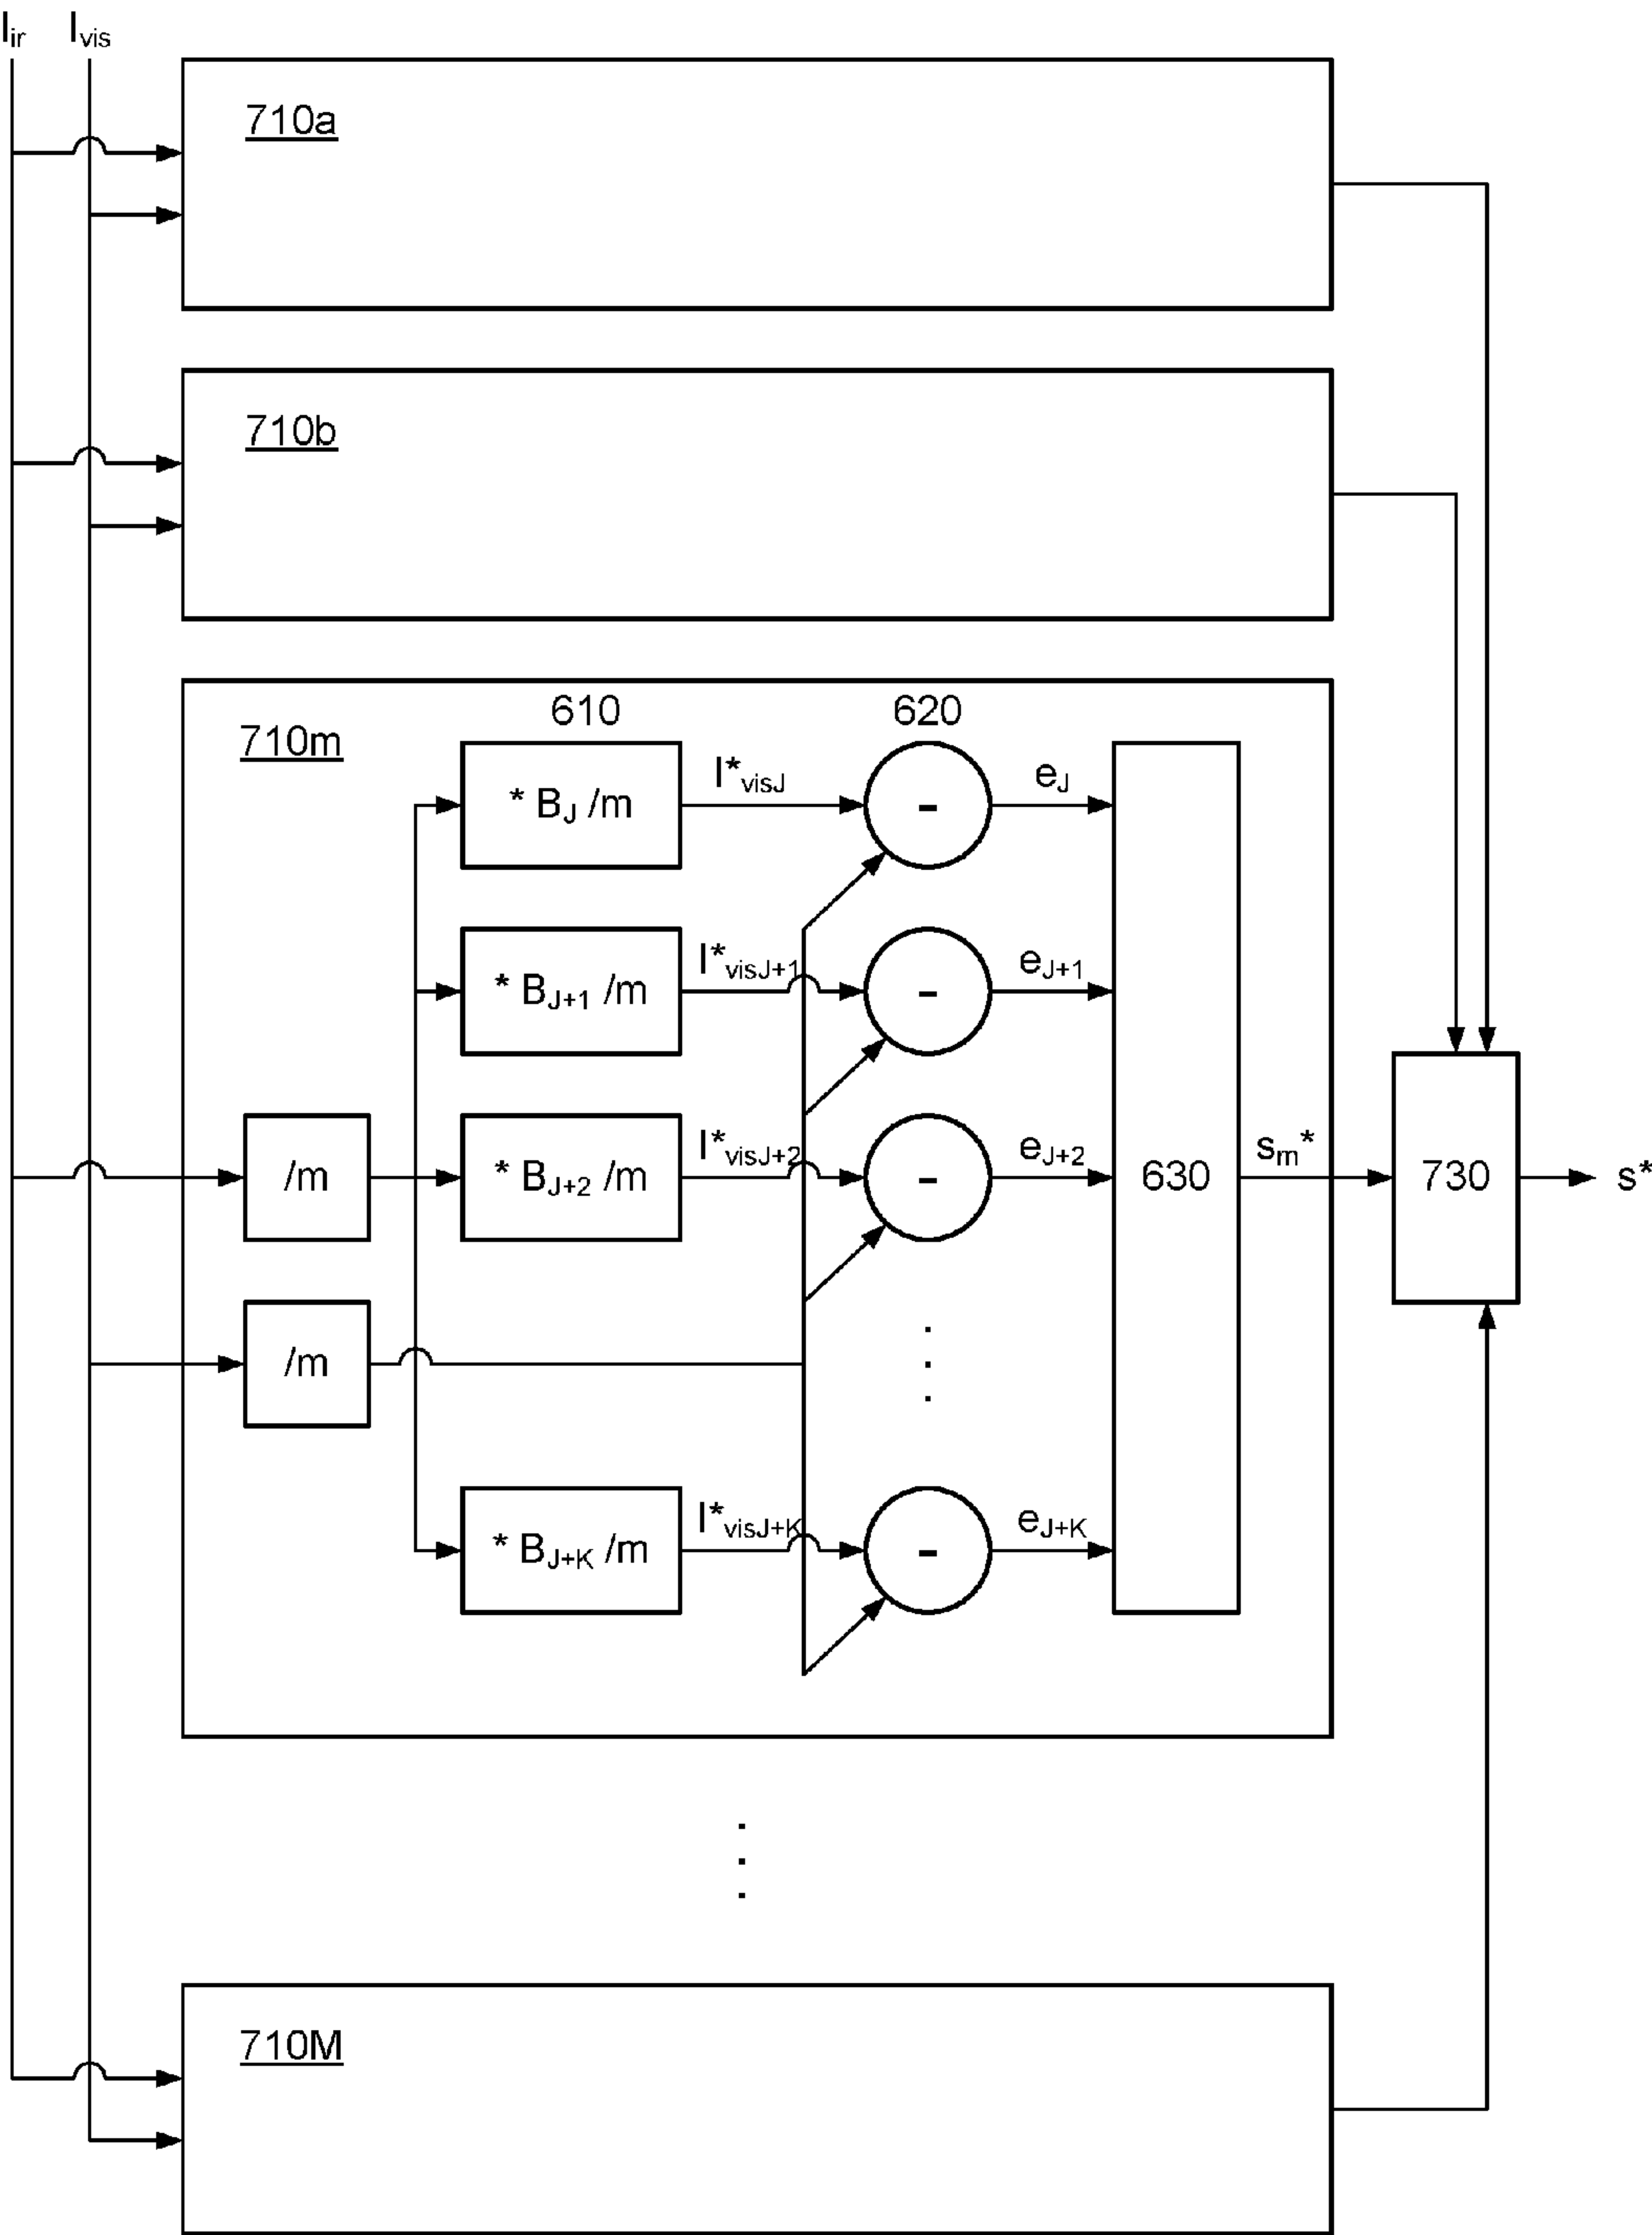 I_ir I_vis
710a
710b
710m
610 620
* B_J /m I*_visJ - e_J
* B_J+1 /m I*_visJ+1 - e_J+1
/m * B_J+2 /m I*_visJ+2 - e_J+2 630 s_m* 730 s*
/m
* B_J+K /m I*_visJ+K - e_J+K
710M